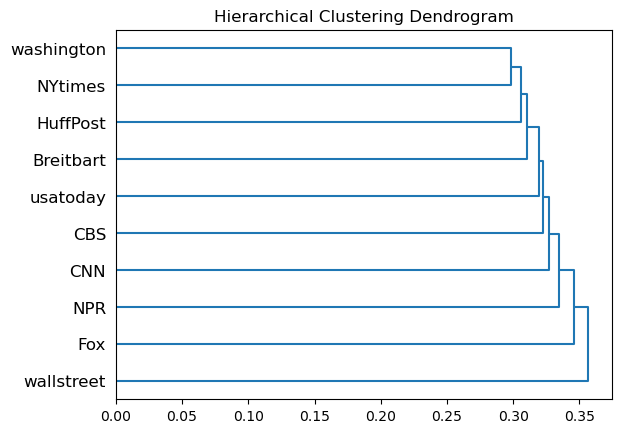 Hierarchical Clustering Dendrogram
washington
NYtimes
HuffPost
Breitbart
usatoday
CBS
CNN
NPR
Fox
wallstreet
0.00 0.05 0.10 0.15 0.20 0.25 0.30 0.35